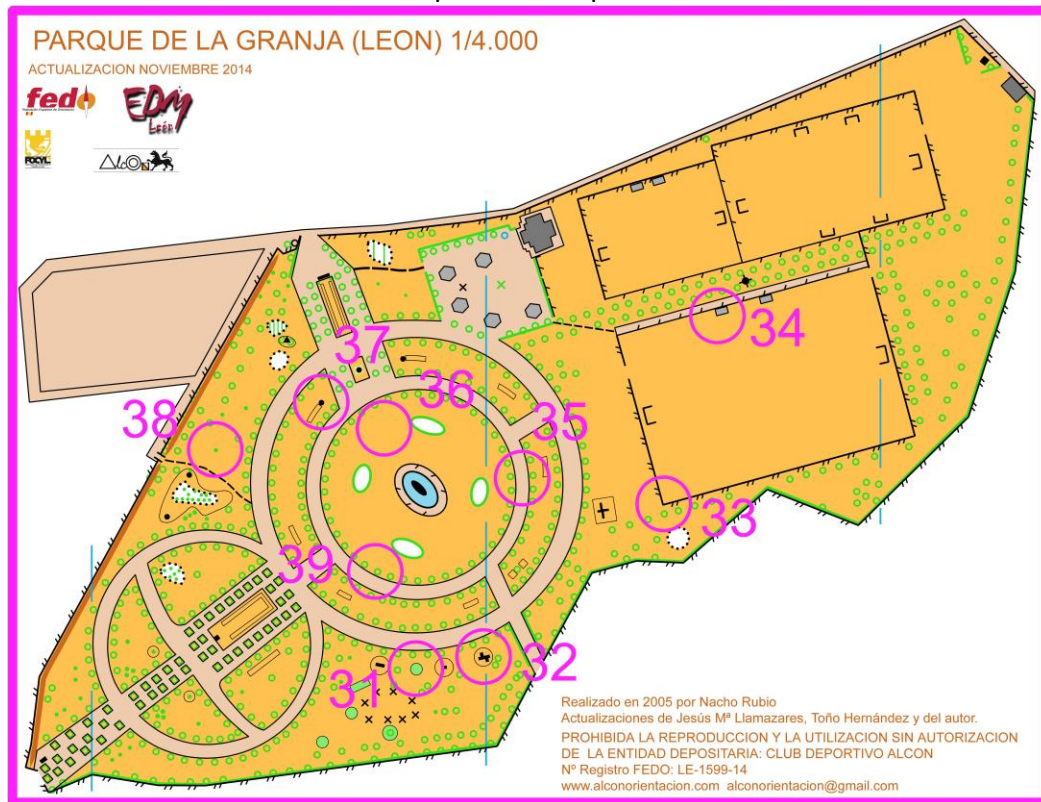 PARQUE DE LA GRANJA (LEON) 1/4.000
ACTUALIZACION NOVIEMBRE 2014
fedo
EDM
León
FOCYL
AlcOn
34
37
36
38
35
33
39
32
31
Realizado en 2005 por Nacho Rubio
Actualizaciones de Jesús Mª Llamazares, Toño Hernández y del autor.
PROHIBIDA LA REPRODUCCION Y LA UTILIZACION SIN AUTORIZACION
DE LA ENTIDAD DEPOSITARIA: CLUB DEPORTIVO ALCON
Nº Registro FEDO: LE-1599-14
www.alconorientacion.com alconorientacion@gmail.com